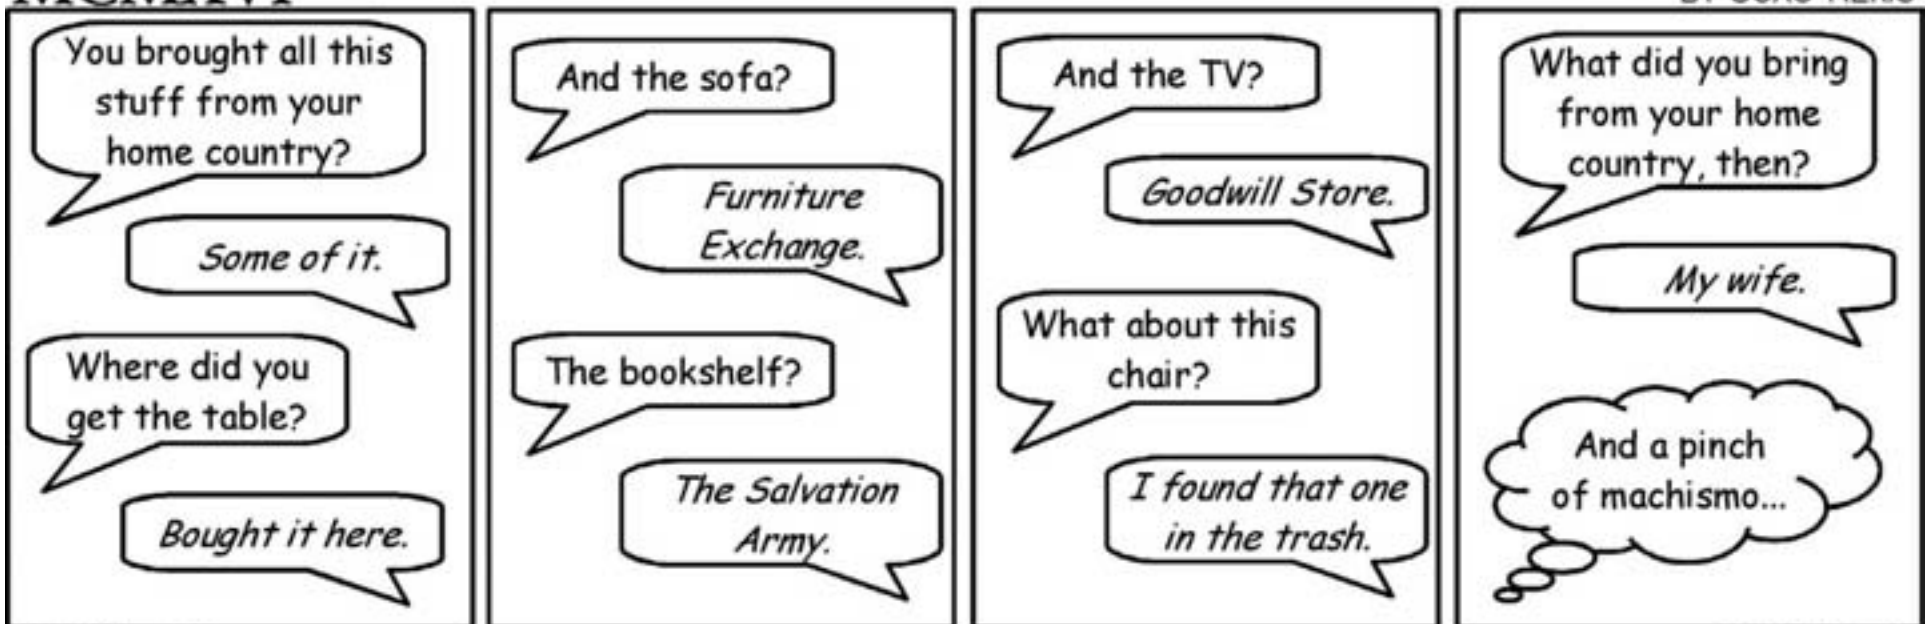 You brought all this
stuff from your
home country?
Some of it.
Where did you
get the table?
Bought it here.
And the sofa?
Furniture
Exchange.
The bookshelf?
The Salvation
Army.
And the TV?
Goodwill Store.
What about this
chair?
I found that one
in the trash.
What did you bring
from your home
country, then?
My wife.
And a pinch
of machismo...